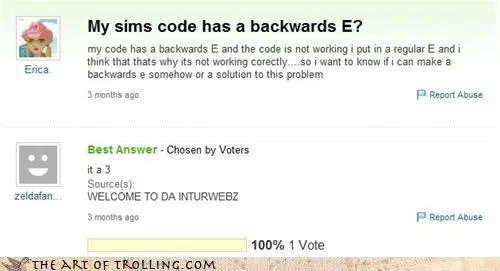 My sims code has a backwards E?
my code has a backwards E and the code is not working i put in a regular E and i
think that thats why its not working corectly....so i want to know if i can make a
backwards e somehow or a solution to this problem
Erica.
3 months ago
Report Abuse
Best Answer - Chosen by Voters
it a 3
Source(s):
WELCOME TO DA INTURWEBZ
zeldafan...
3 months ago
Report Abuse
100% 1 Vote
THE ART OF TROLLING.COM